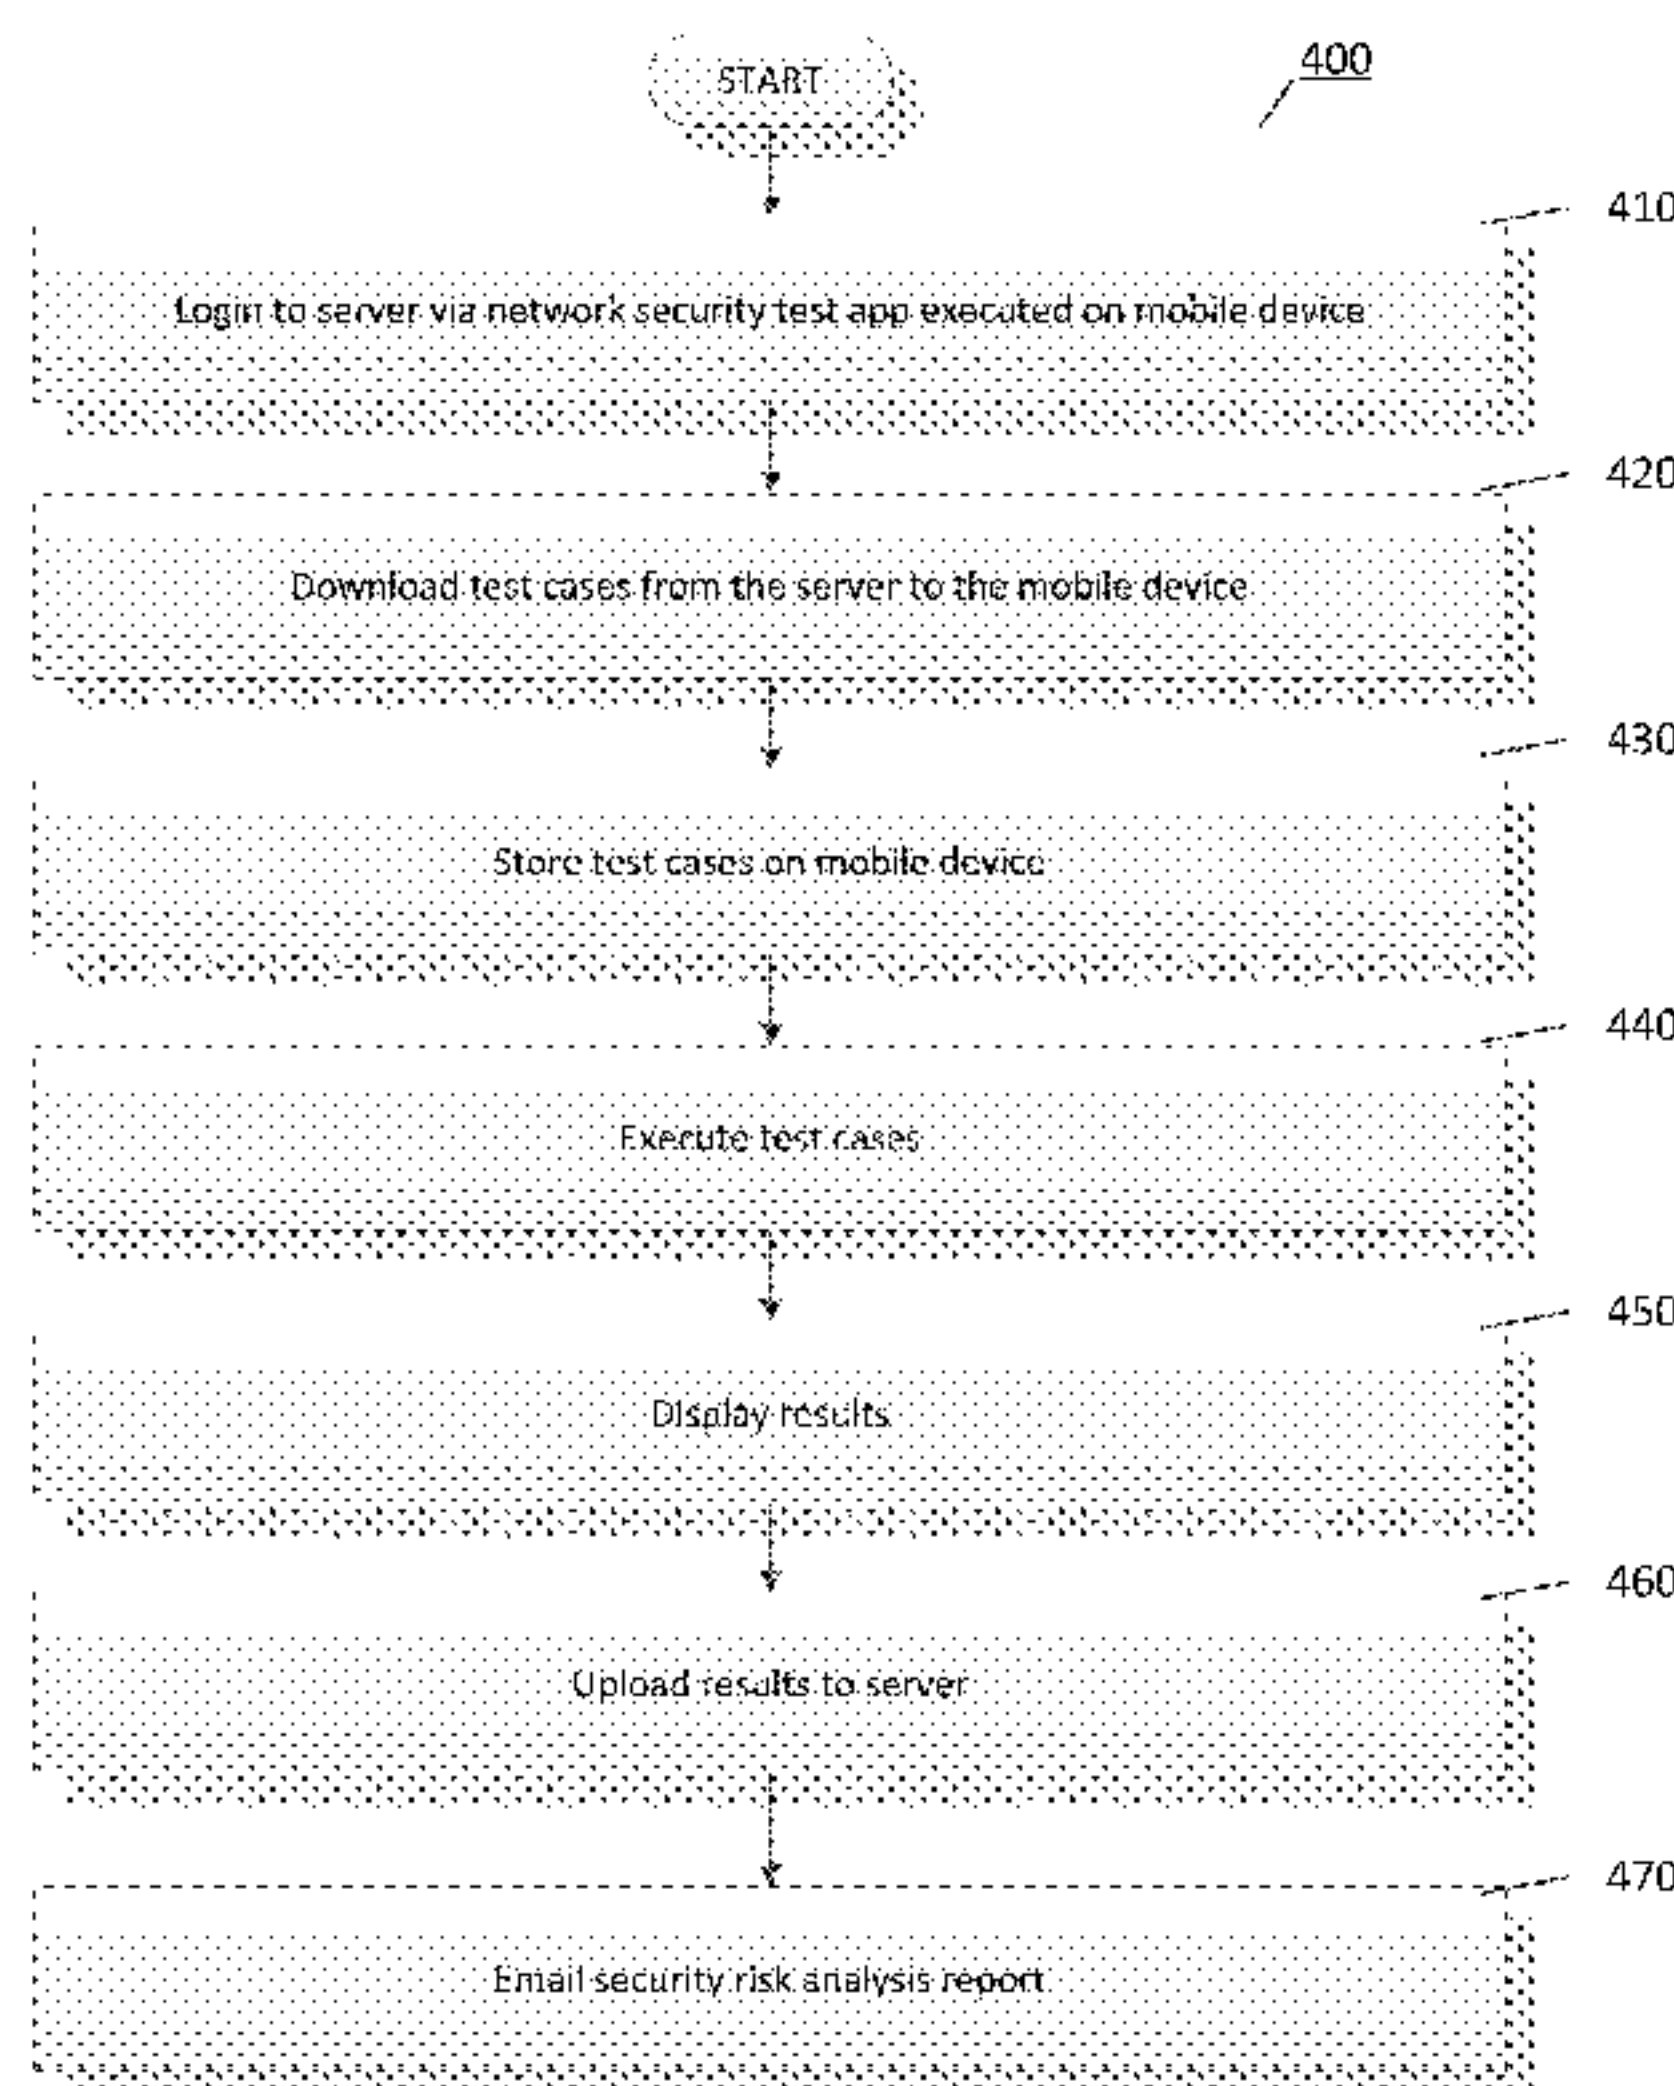 START
400
410
Login to server via network security test app executed on mobile device
420
Download test cases from the server to the mobile device
430
Store test cases on mobile device
440
Execute test cases
450
Display results
460
Upload results to server
470
Email security risk analysis report